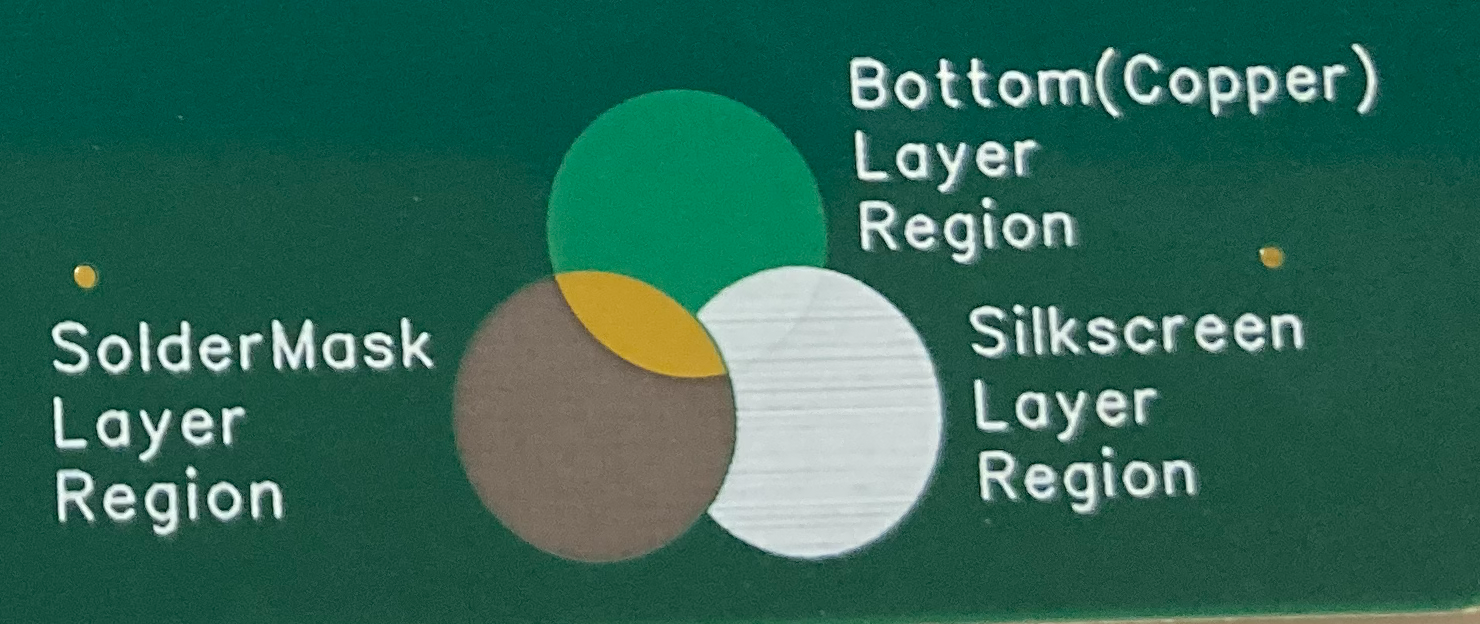 Bottom(Copper)
Layer
Region
SolderMask
Layer
Region
Silkscreen
Layer
Region